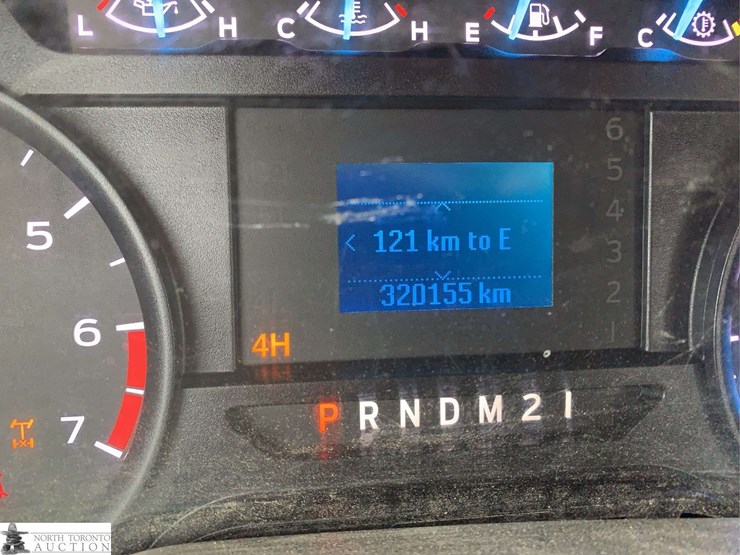 L H C H E F C
6
5
4
3
2
1
< 121 km to E
320155 km
5
6
7
4H
P R N D M 2 1
NORTH TORONTO
AUCTION